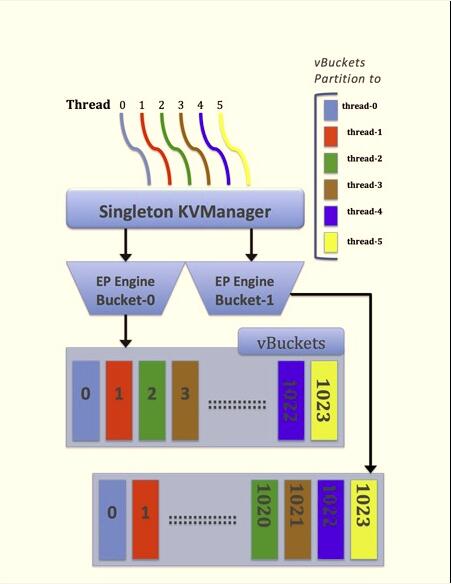 vBuckets
Partition to
Thread 0 1 2 3 4 5
thread-0
thread-1
thread-2
thread-3
thread-4
thread-5
Singleton KVManager
EP Engine
Bucket-0
EP Engine
Bucket-1
vBuckets
0 1 2 3 ............ 1022 1023
0 1 ............ 1020 1021 1022 1023